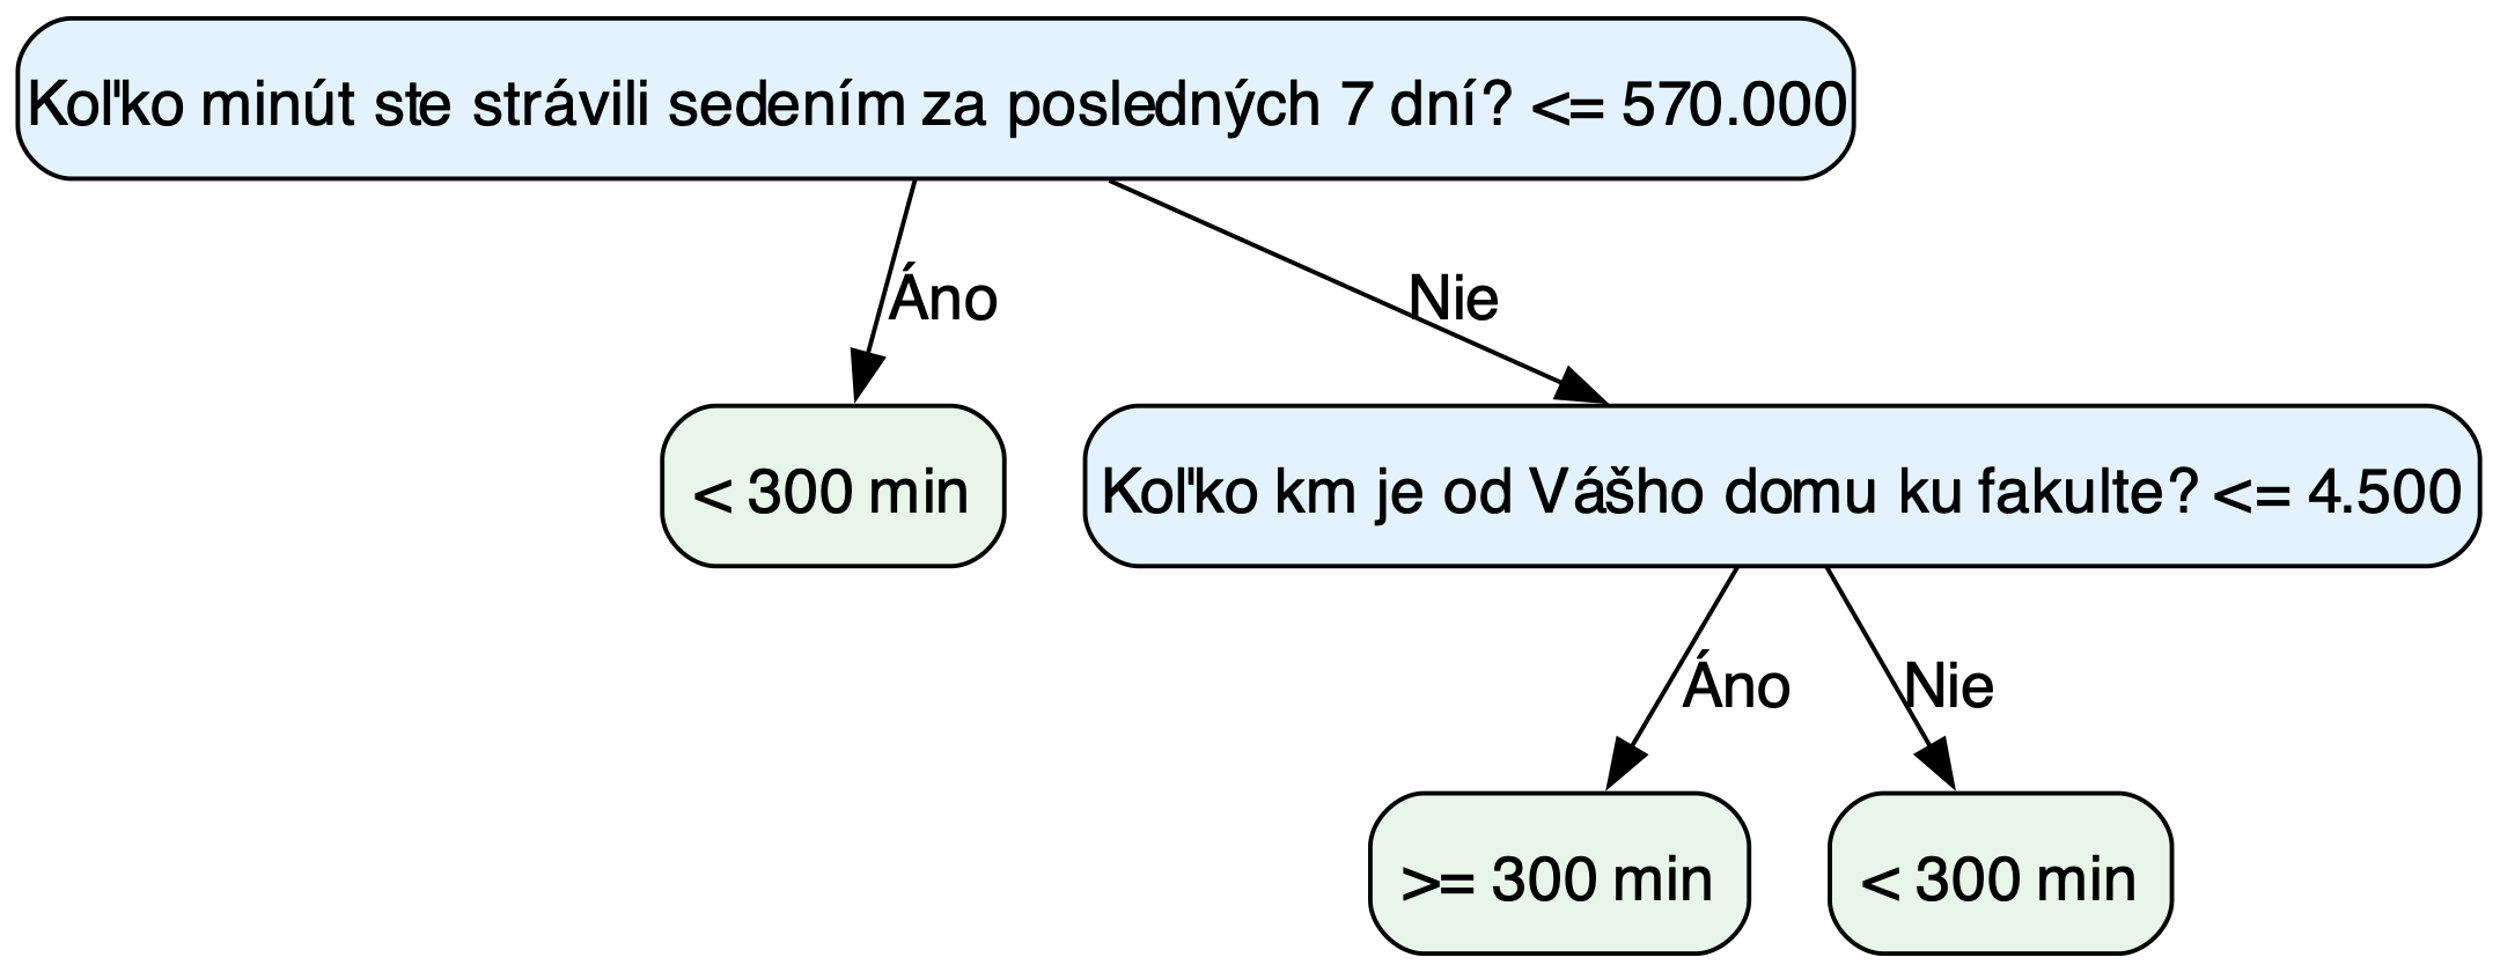 Koľko minút ste strávili sedením za posledných 7 dní? <= 570.000
Áno
Nie
< 300 min
Koľko km je od Vášho domu ku fakulte? <= 4.500
Áno
Nie
>= 300 min
< 300 min